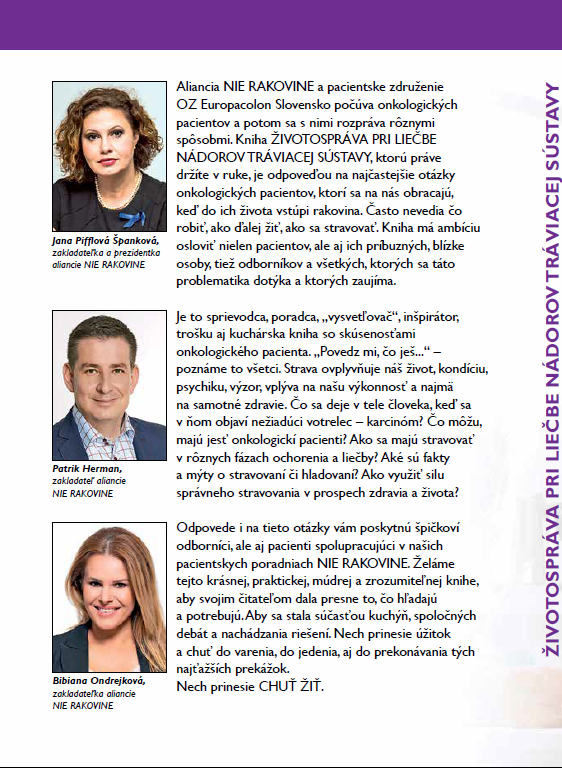 Aliancia NIE RAKOVINE a pacientske združenie
OZ Europacolon Slovensko počúva onkologických
pacientov a potom sa s nimi rozpráva rôznymi
spôsobmi. Kniha ŽIVOTOSPRÁVA PRI LIEČBE
NÁDOROV TRÁVIACEJ SÚSTAVY, ktorú práve
držíte v ruke, je odpoveďou na najčastejšie otázky
onkologických pacientov, ktorí sa na nás obracajú,
keď do ich života vstúpi rakovina. Často nevedia čo
robiť, ako ďalej žiť, ako sa stravovať. Kniha má ambíciu
osloviť nielen pacientov, ale aj ich príbuzných, blízke
osoby, tiež odborníkov a všetkých, ktorých sa táto
problematika dotýka a ktorých zaujíma.
Jana Pifflová Španková,
zakladateľka a prezidentka
aliancie NIE RAKOVINE
Je to sprievodca, poradca, „vysvetľovač“, inšpirátor,
trošku aj kuchárska kniha so skúsenosťami
onkologického pacienta. „Povedz mi, čo ješ...“ –
poznáme to všetci. Strava ovplyvňuje náš život, kondíciu,
psychiku, výzor, vplýva na našu výkonnosť a najmä
na samotné zdravie. Čo sa deje v tele človeka, keď sa
v ňom objaví nežiadúci votrelec – karcinóm? Čo môžu,
majú jesť onkologickí pacienti? Ako sa majú stravovať
v rôznych fázach ochorenia a liečby? Aké sú fakty
a mýty o stravovaní či hladovaní? Ako využiť silu
správneho stravovania v prospech zdravia a života?
Patrik Herman,
zakladateľ aliancie
NIE RAKOVINE
Odpovede i na tieto otázky vám poskytnú špičkoví
odborníci, ale aj pacienti spolupracujúci v našich
pacientskych poradniach NIE RAKOVINE. Želáme
tejto krásnej, praktickej, múdrej a zrozumiteľnej knihe,
aby svojim čitateľom dala presne to, čo hľadajú
a potrebujú. Aby sa stala súčasťou kuchýň, spoločných
debát a nachádzania riešení. Nech prinesie úžitok
a chuť do varenia, do jedenia, aj do prekonávania tých
najťažších prekážok.
Nech prinesie CHUŤ ŽIŤ.
Bibiana Ondrejková,
zakladateľka aliancie
NIE RAKOVINE
ŽIVOTOSPRÁVA PRI LIEČBE NÁDOROV TRÁVIACEJ SÚSTAVY